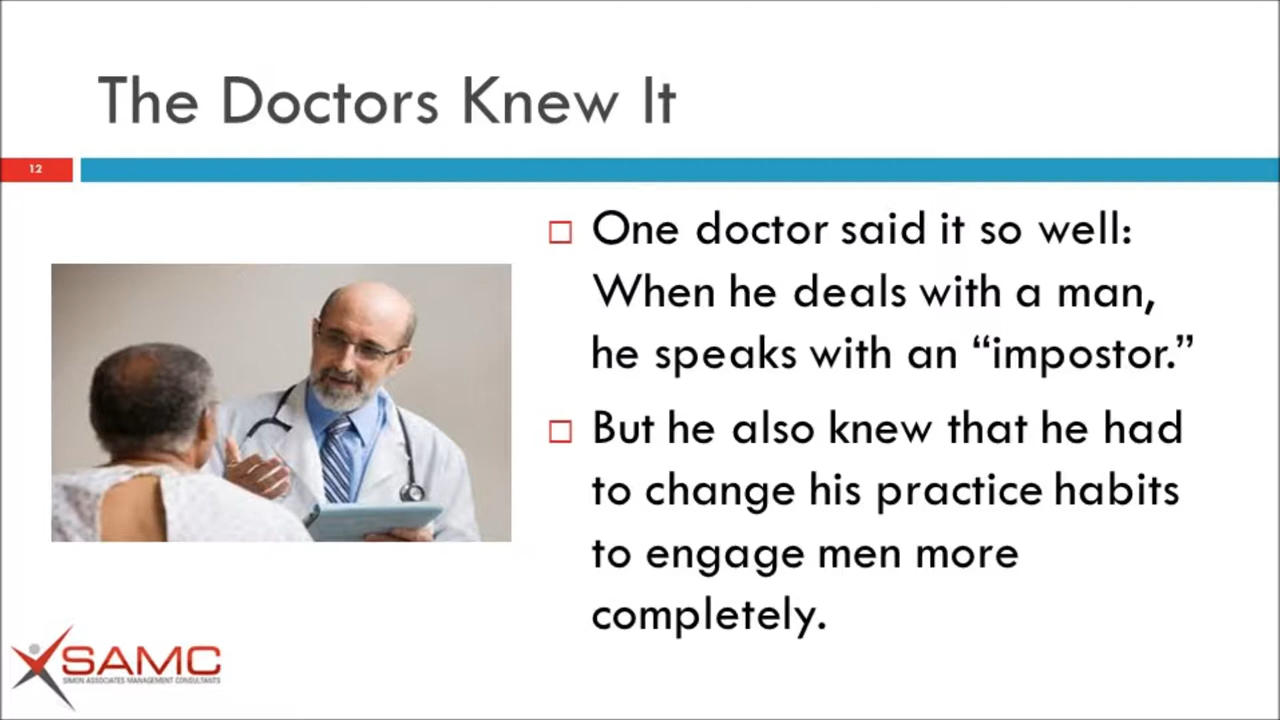 The Doctors Knew It
12
□ One doctor said it so well:
When he deals with a man,
he speaks with an “impostor.”
□ But he also knew that he had
to change his practice habits
to engage men more
completely.
SAMC
SIMON ASSOCIATES MANAGEMENT CONSULTANTS